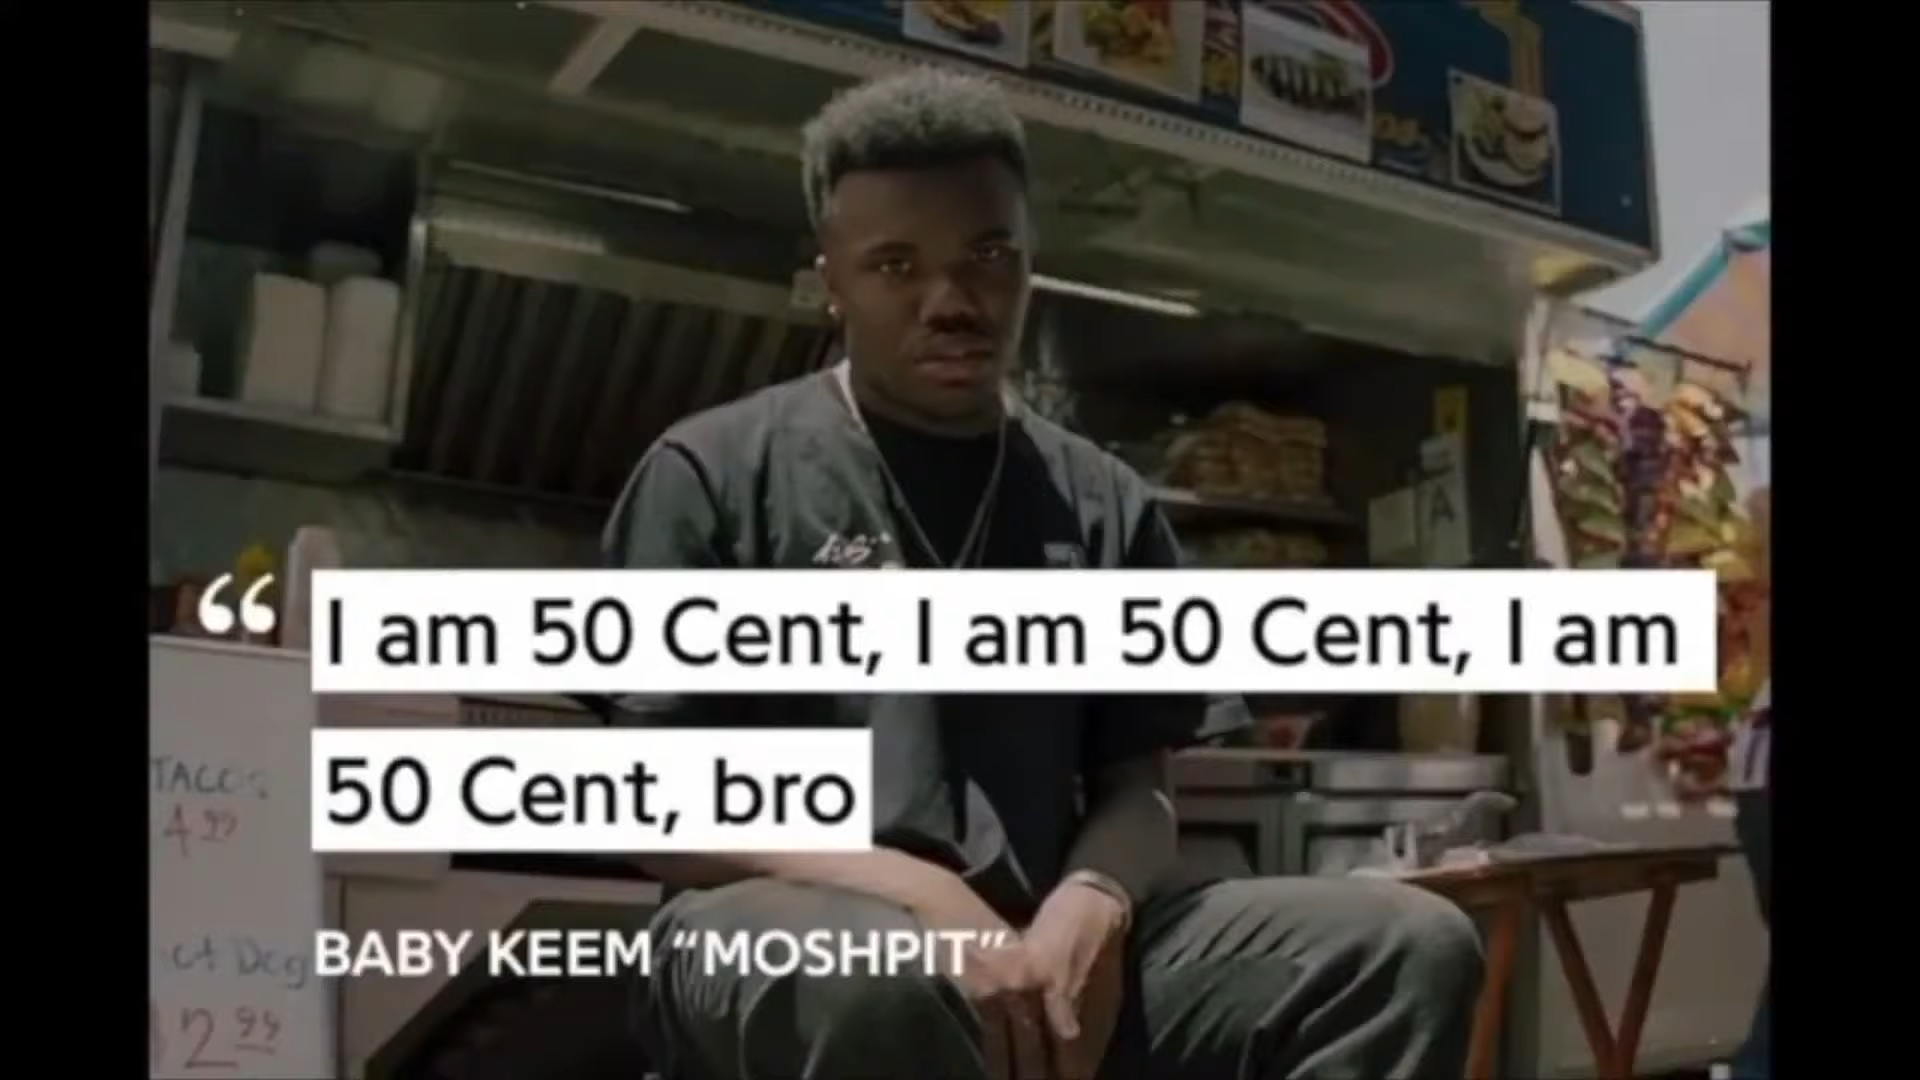 “ I am 50 Cent, I am 50 Cent, I am
50 Cent, bro
BABY KEEM “MOSHPIT”
TACOS
4.99
Dog
2.99
A